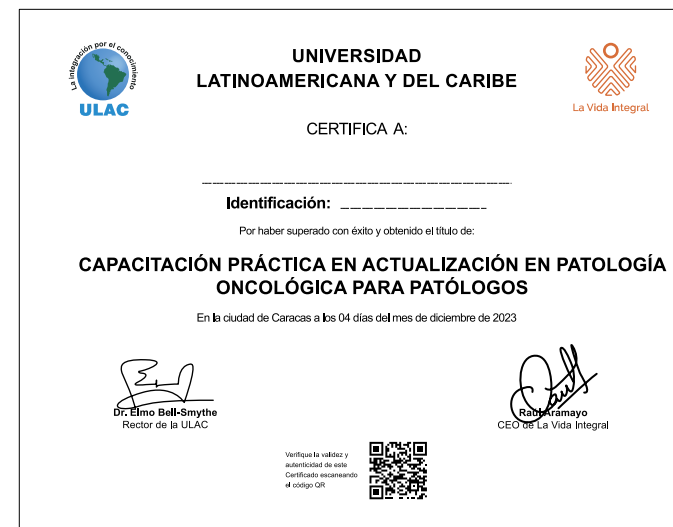 La integración por el conocimiento
ULAC
UNIVERSIDAD
LATINOAMERICANA Y DEL CARIBE
La Vida Integral
CERTIFICA A:
Identificación:
Por haber superado con éxito y obtenido el título de:
CAPACITACIÓN PRÁCTICA EN ACTUALIZACIÓN EN PATOLOGÍA
ONCOLÓGICA PARA PATÓLOGOS
En la ciudad de Caracas a los 04 días del mes de diciembre de 2023
Dr. Elmo Bell-Smythe
Rector de la ULAC
Raúl Aramayo
CEO de La Vida Integral
Verifique la validez y
autenticidad de este
Certificado escaneando
el código QR